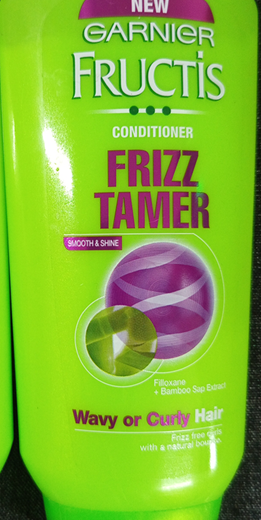 NEW
GARNIER
FRUCTIS
CONDITIONER
FRIZZ
TAMER
SMOOTH & SHINE
Filloxane
+ Bamboo Sap Extract
Wavy or Curly Hair
Frizz free curls
with a natural bounce